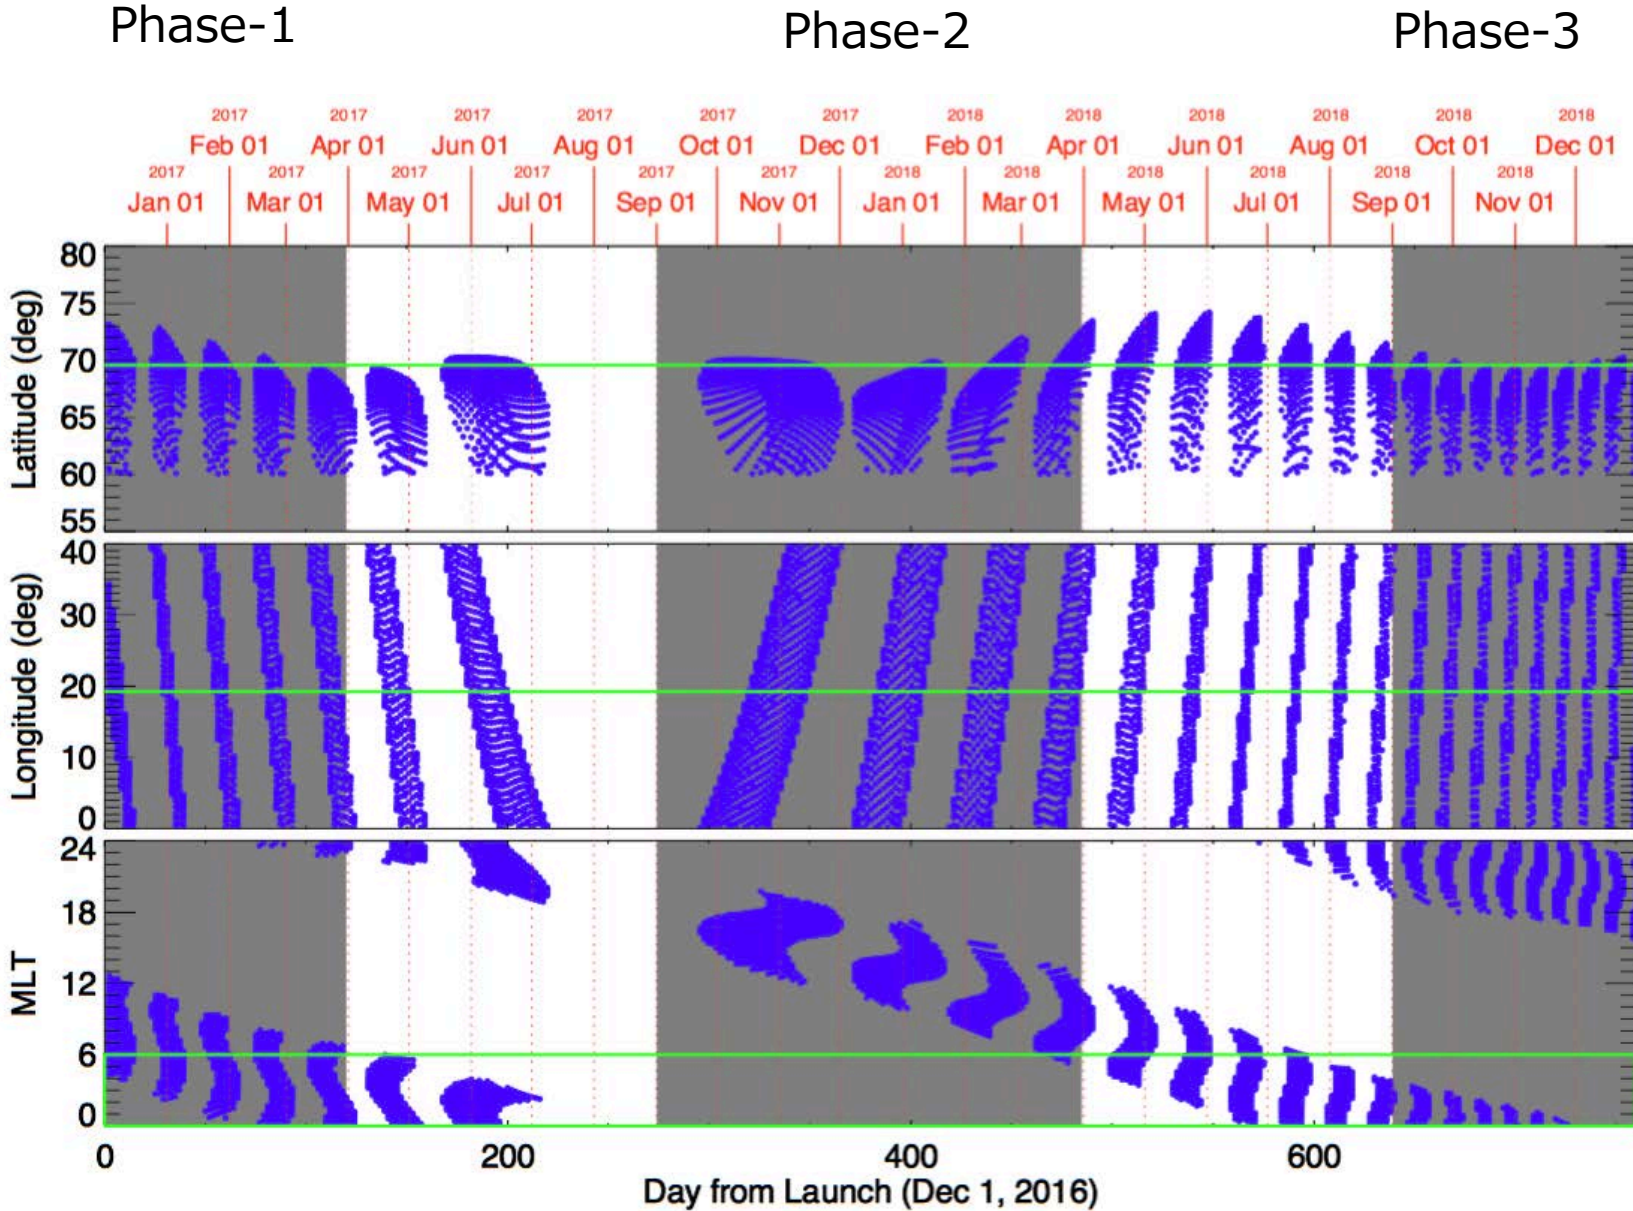 Phase-1 Phase-2 Phase-3
2017 2017 2017 2017 2017 2017 2018 2018 2018 2018 2018 2018
Feb 01 Apr 01 Jun 01 Aug 01 Oct 01 Dec 01 Feb 01 Apr 01 Jun 01 Aug 01 Oct 01 Dec 01
2017 2017 2017 2017 2017 2017 2018 2018 2018 2018 2018 2018
Jan 01 Mar 01 May 01 Jul 01 Sep 01 Nov 01 Jan 01 Mar 01 May 01 Jul 01 Sep 01 Nov 01
Latitude (deg)
80
75
70
65
60
55
Longitude (deg)
40
30
20
10
0
MLT
24
18
12
6
0
0 200 400 600
Day from Launch (Dec 1, 2016)